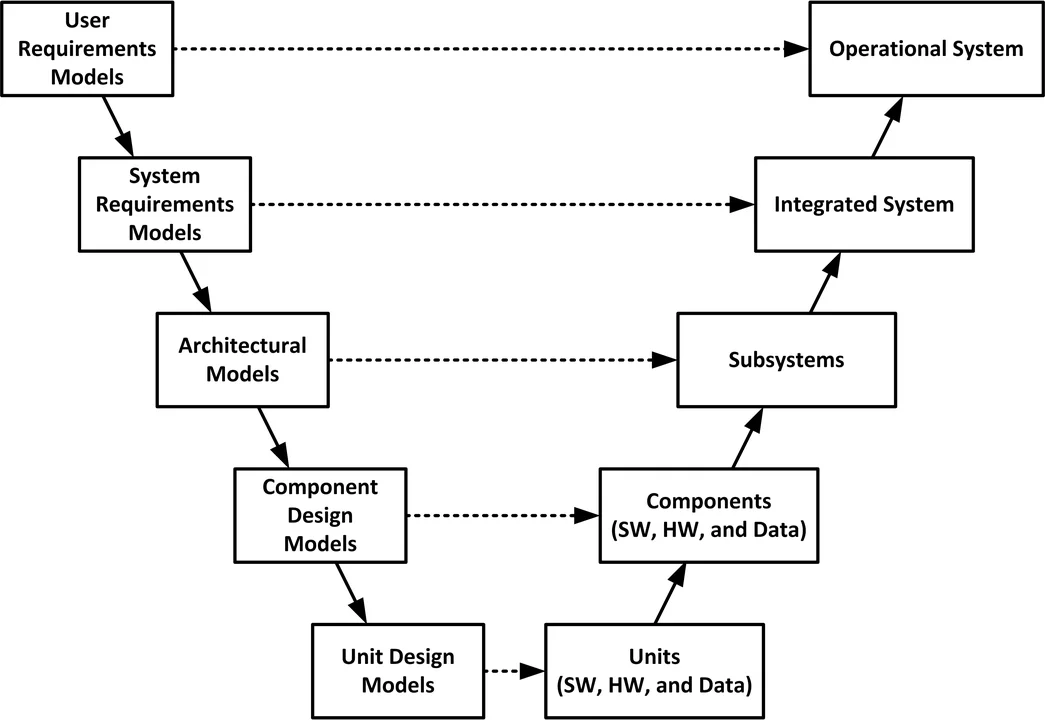 User
Requirements
Models
Operational System
System
Requirements
Models
Integrated System
Architectural
Models
Subsystems
Component
Design
Models
Components
(SW, HW, and Data)
Unit Design
Models
Units
(SW, HW, and Data)